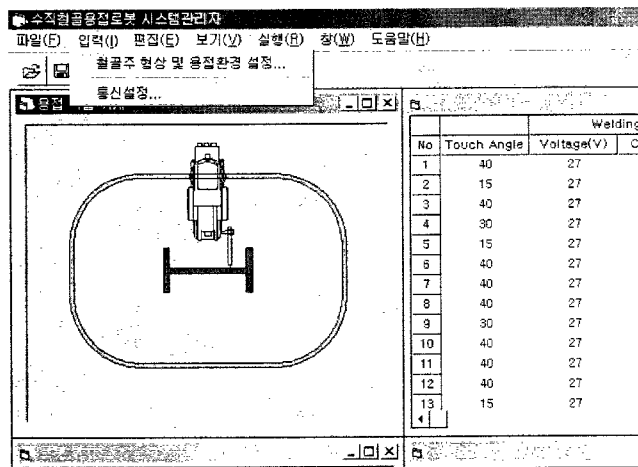 수직철골용접로봇 시스템관리자
파일(F) 입력(I) 편집(E) 보기(V) 실행(R) 창(W) 도움말(H)
철골주 형상 및 용접환경 설정...
통신설정...
용접
Welding
No Touch Angle Voltage(V) C
1 40 27
2 15 27
3 40 27
4 30 27
5 15 27
6 40 27
7 40 27
8 40 27
9 30 27
10 40 27
11 40 27
12 40 27
13 15 27